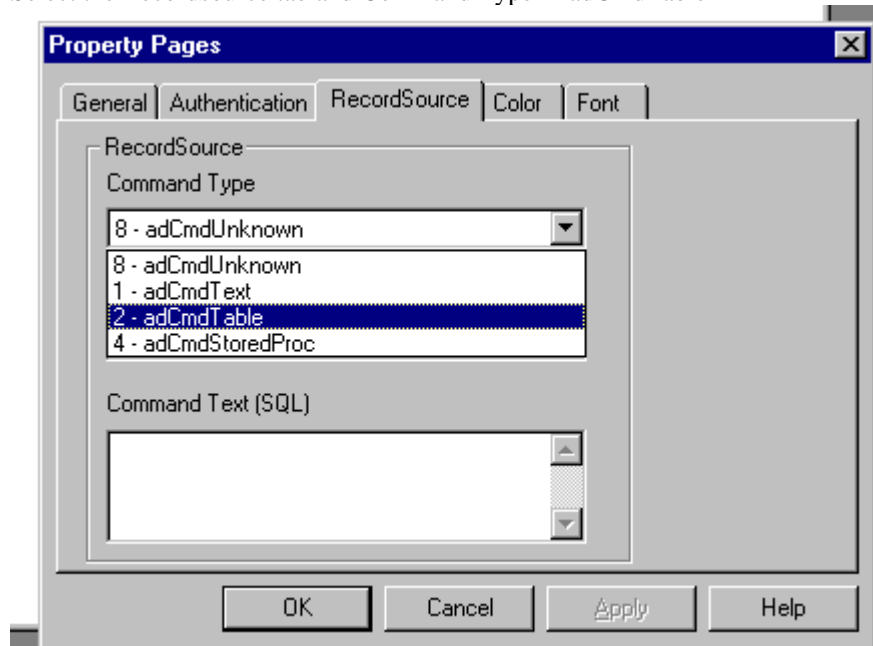 Property Pages
General Authentication RecordSource Color Font
RecordSource
Command Type
8 - adCmdUnknown
8 - adCmdUnknown
1 - adCmdText
2 - adCmdTable
4 - adCmdStoredProc
Command Text (SQL)
OK Cancel Apply Help